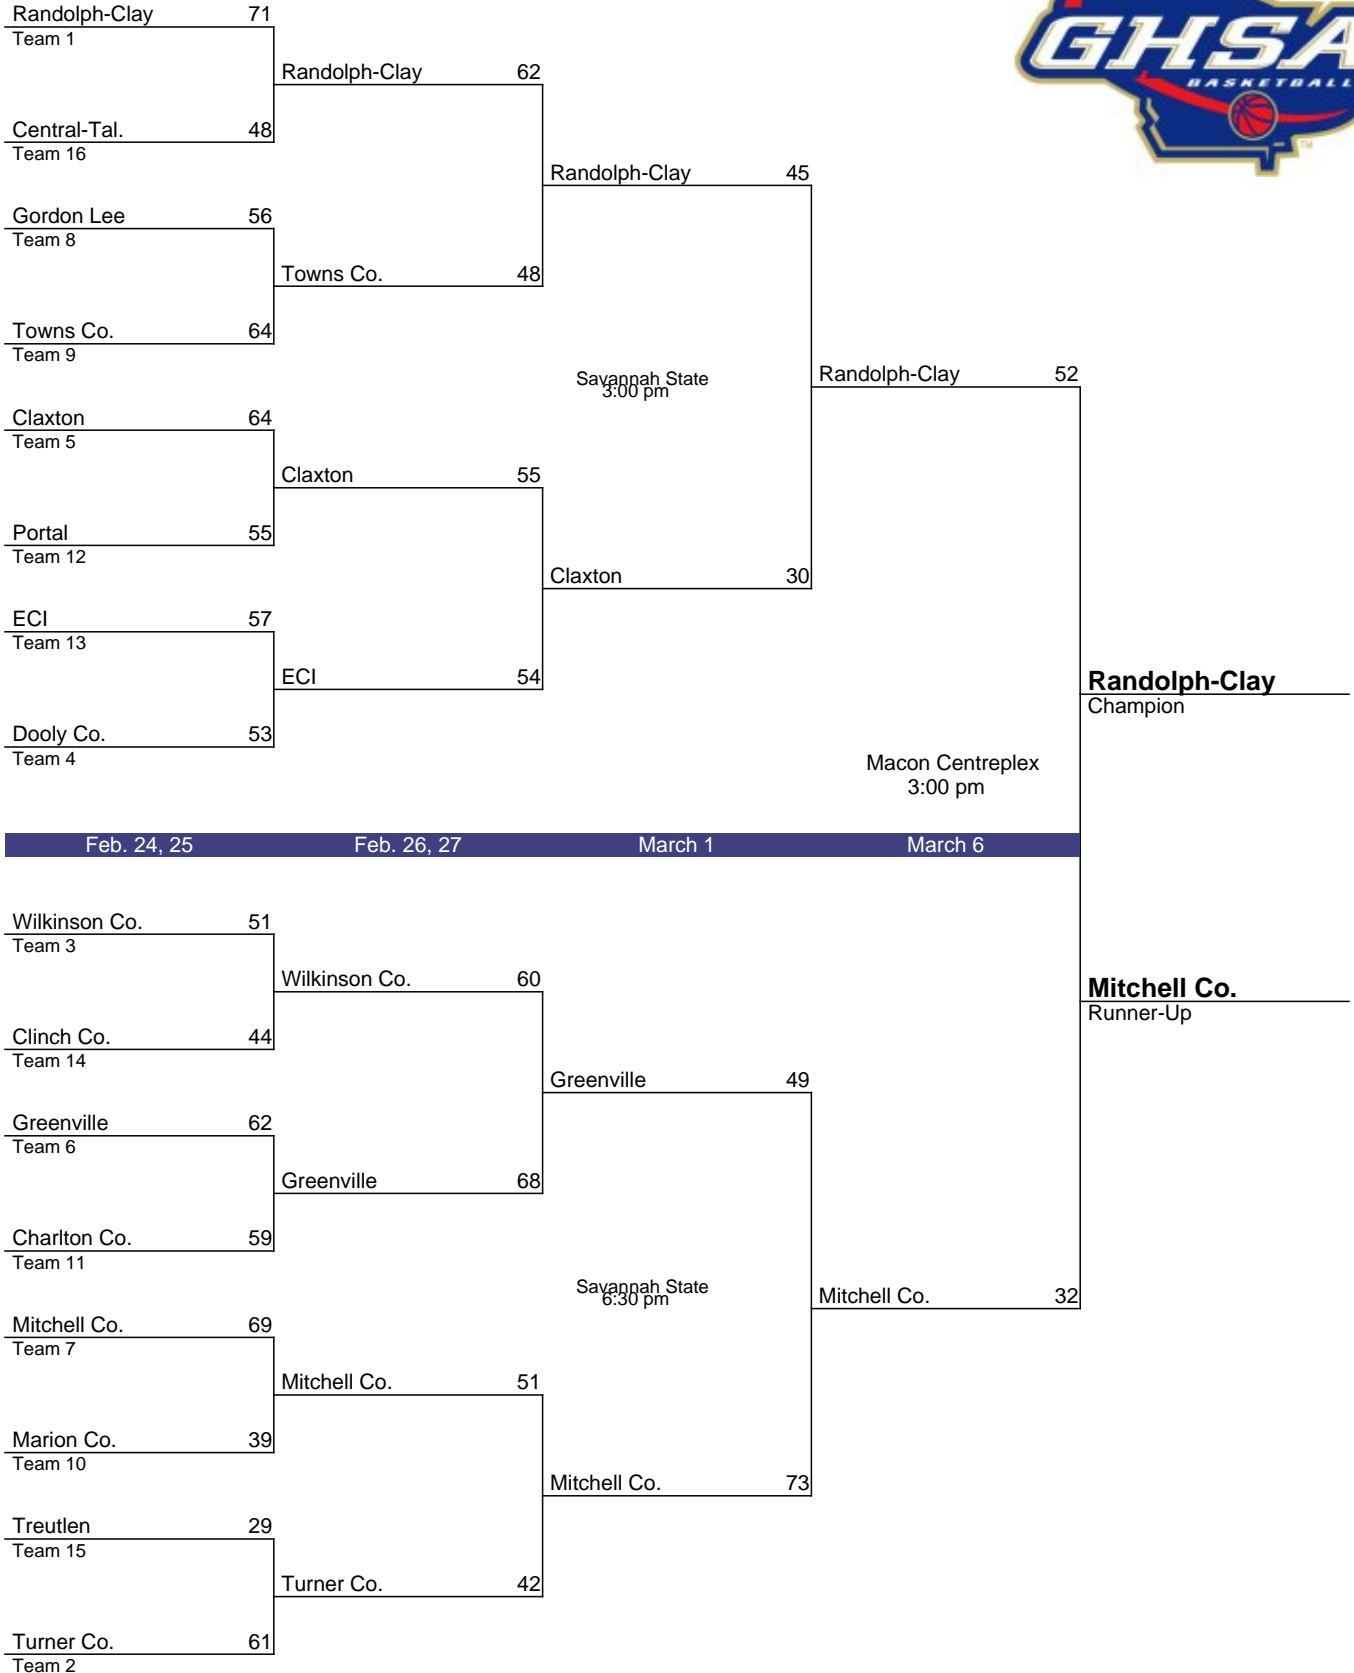 GHSA
BASKETBALL
TM
Randolph-Clay 71
Team 1
Randolph-Clay 62
Central-Tal. 48
Team 16
Randolph-Clay 45
Gordon Lee 56
Team 8
Towns Co. 48
Towns Co. 64
Team 9
Savannah State
3:00 pm
Randolph-Clay 52
Claxton 64
Team 5
Claxton 55
Portal 55
Team 12
Claxton 30
ECI 57
Team 13
ECI 54
Randolph-Clay
Champion
Dooly Co. 53
Team 4
Macon Centreplex
3:00 pm
Feb. 24, 25 Feb. 26, 27 March 1 March 6
Wilkinson Co. 51
Team 3
Wilkinson Co. 60
Mitchell Co.
Runner-Up
Clinch Co. 44
Team 14
Greenville 49
Greenville 62
Team 6
Greenville 68
Charlton Co. 59
Team 11
Savannah State
6:30 pm
Mitchell Co. 32
Mitchell Co. 69
Team 7
Mitchell Co. 51
Marion Co. 39
Team 10
Mitchell Co. 73
Treutlen 29
Team 15
Turner Co. 42
Turner Co. 61
Team 2